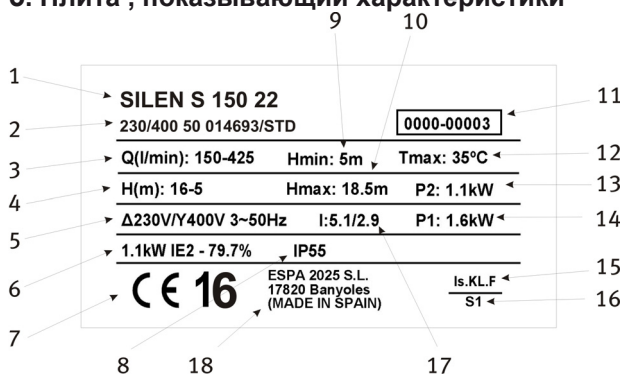 5. Плита , показывающий характеристики
9 10
1 SILEN S 150 22 11
2 230/400 50 014693/STD 0000-00003
3 Q(l/min): 150-425 Hmin: 5m Tmax: 35ºC 12
4 H(m): 16-5 Hmax: 18.5m P2: 1.1kW 13
5 Δ230V/Y400V 3~50Hz I:5.1/2.9 P1: 1.6kW 14
6 1.1kW IE2 - 79.7% IP55
7 CE 16 ESPA 2025 S.L. Is.KL.F 15
17820 Banyoles S1 16
(MADE IN SPAIN)
8 18 17